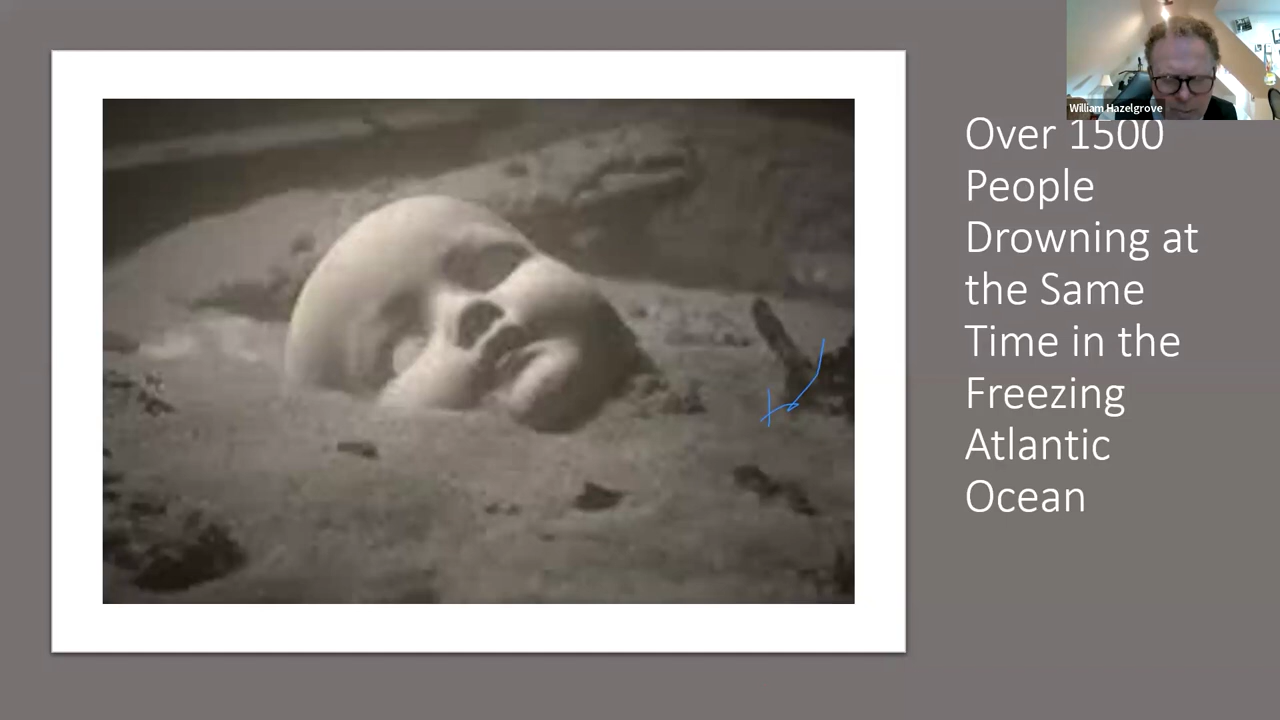 William Hazelgrove
Over 1500
People
Drowning at
the Same
Time in the
Freezing
Atlantic
Ocean